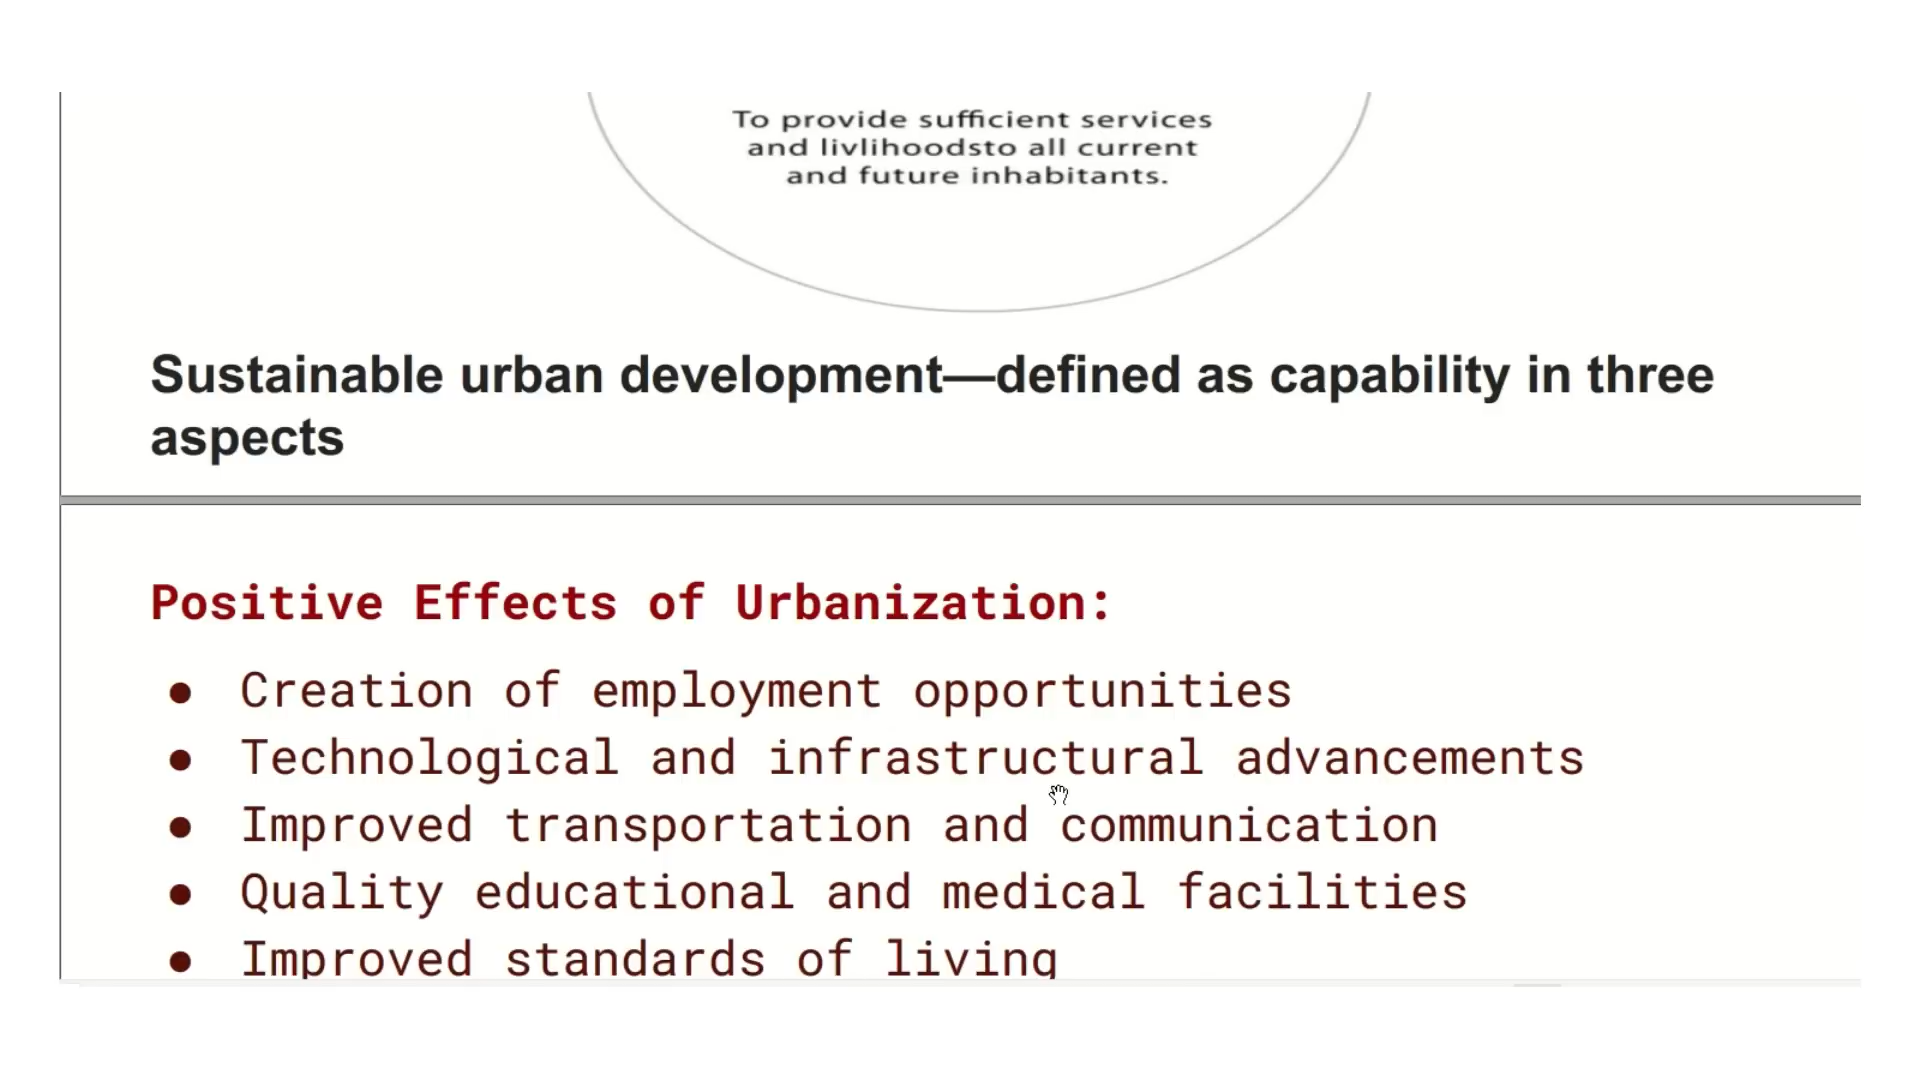 To provide sufficient services
and livlihoodsto all current
and future inhabitants.
Sustainable urban development—defined as capability in three
aspects
Positive Effects of Urbanization:
● Creation of employment opportunities
● Technological and infrastructural advancements
● Improved transportation and communication
● Quality educational and medical facilities
● Improved standards of living